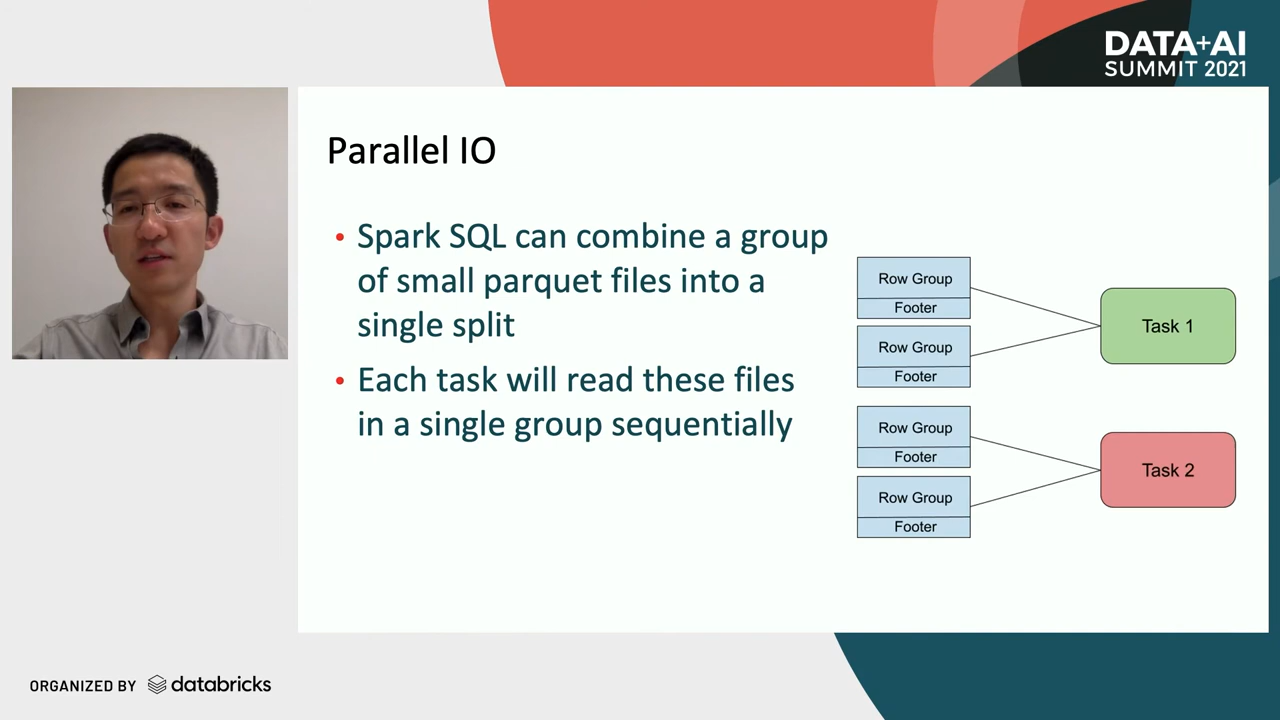 DATA+AI
SUMMIT 2021
Parallel IO
• Spark SQL can combine a group
of small parquet files into a
single split
• Each task will read these files
in a single group sequentially
Row Group
Footer
Row Group
Footer
Task 1
Row Group
Footer
Row Group
Footer
Task 2
ORGANIZED BY databricks